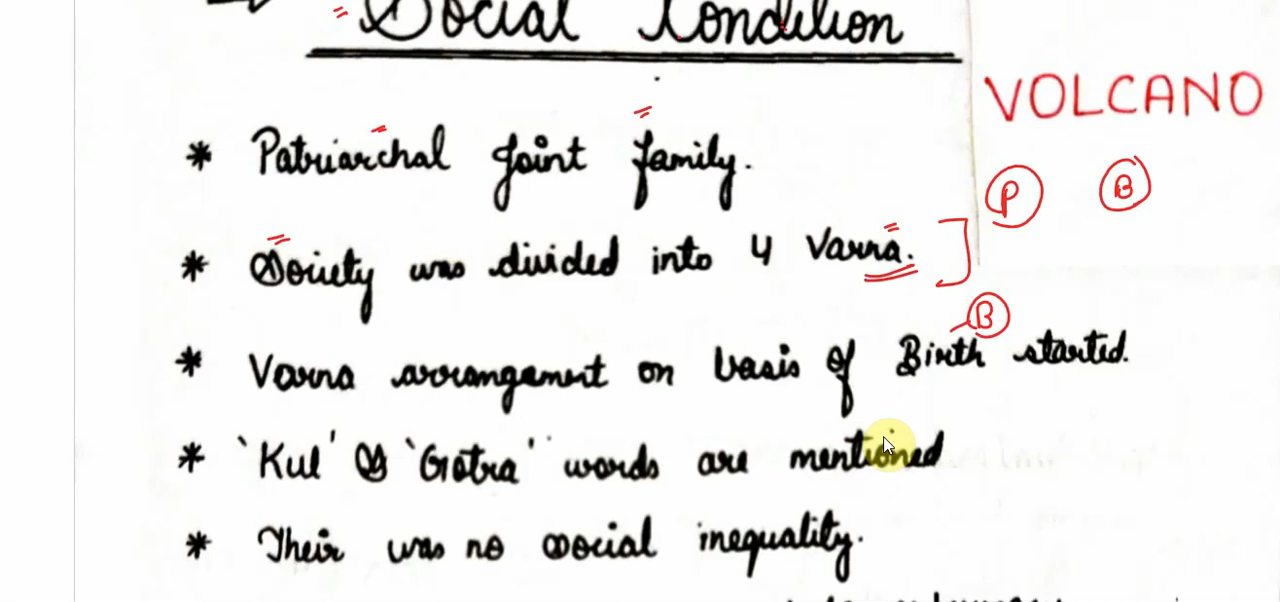 Social Condition
VOLCANO
* Patriarchal joint family.
P B
* Society was divided into 4 Varna.
B
* Varna arrangement on basis of Birth started.
* 'Kul' & 'Gotra' words are mentioned
* Their was no social inequality.